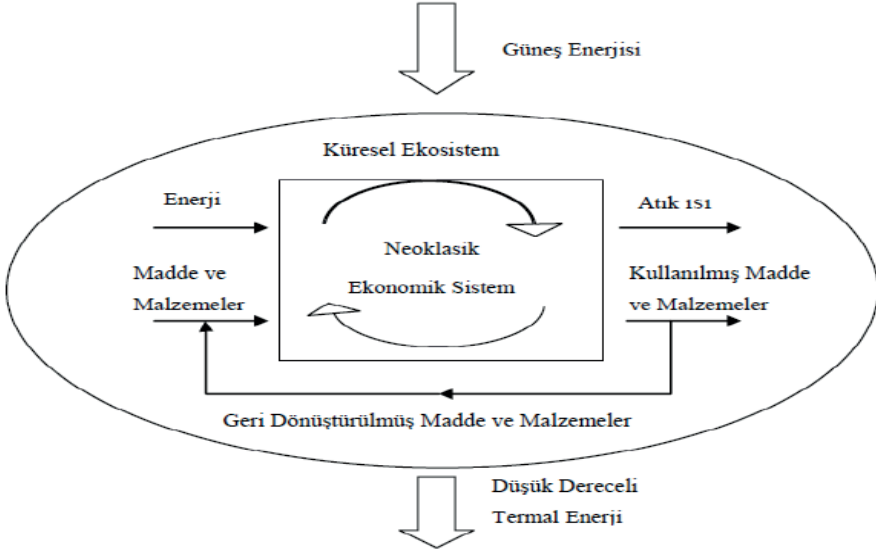 Güneş Enerjisi
Küresel Ekosistem
Enerji
Atık ısı
Neoklasik
Ekonomik Sistem
Madde ve
Malzemeler
Kullanılmış Madde
ve Malzemeler
Geri Dönüştürülmüş Madde ve Malzemeler
Düşük Dereceli
Termal Enerji